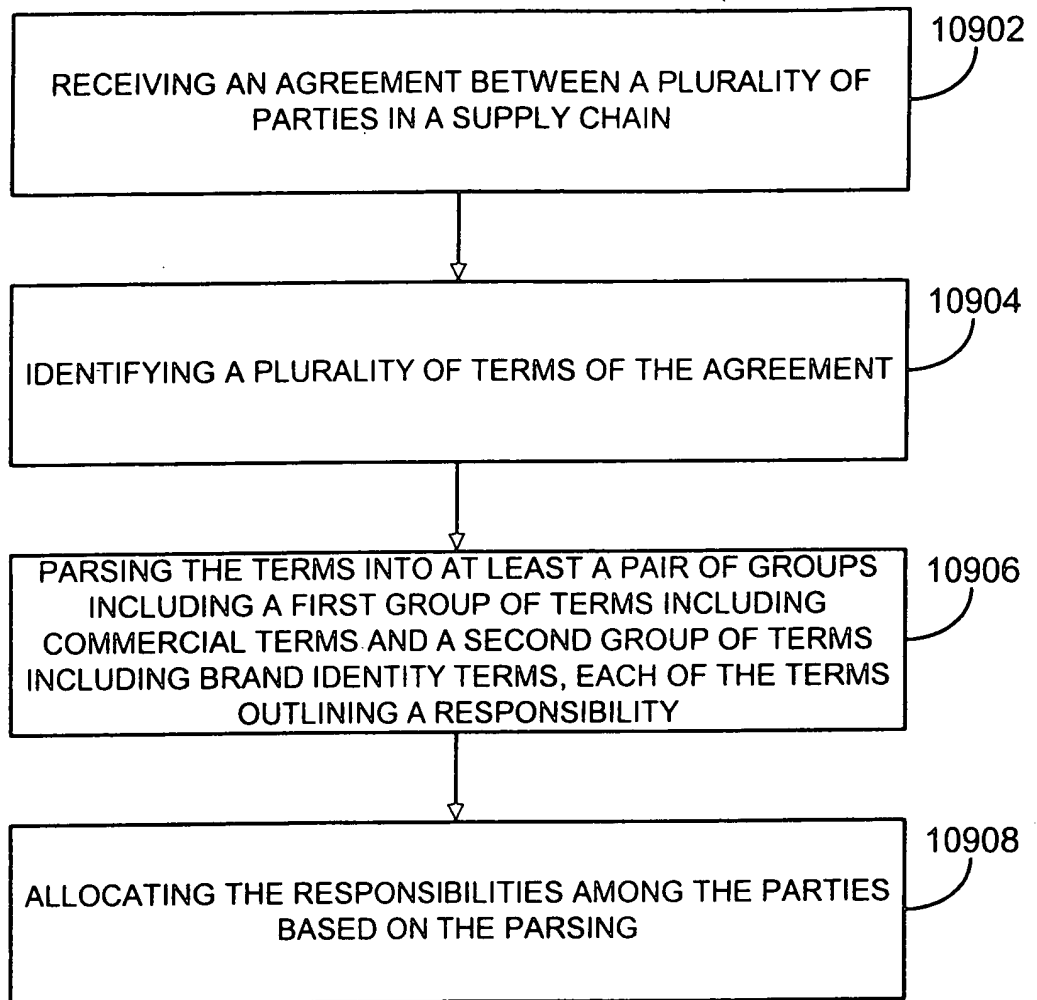 10902
RECEIVING AN AGREEMENT BETWEEN A PLURALITY OF
PARTIES IN A SUPPLY CHAIN
10904
IDENTIFYING A PLURALITY OF TERMS OF THE AGREEMENT
10906
PARSING THE TERMS INTO AT LEAST A PAIR OF GROUPS
INCLUDING A FIRST GROUP OF TERMS INCLUDING
COMMERCIAL TERMS AND A SECOND GROUP OF TERMS
INCLUDING BRAND IDENTITY TERMS, EACH OF THE TERMS
OUTLINING A RESPONSIBILITY
10908
ALLOCATING THE RESPONSIBILITIES AMONG THE PARTIES
BASED ON THE PARSING